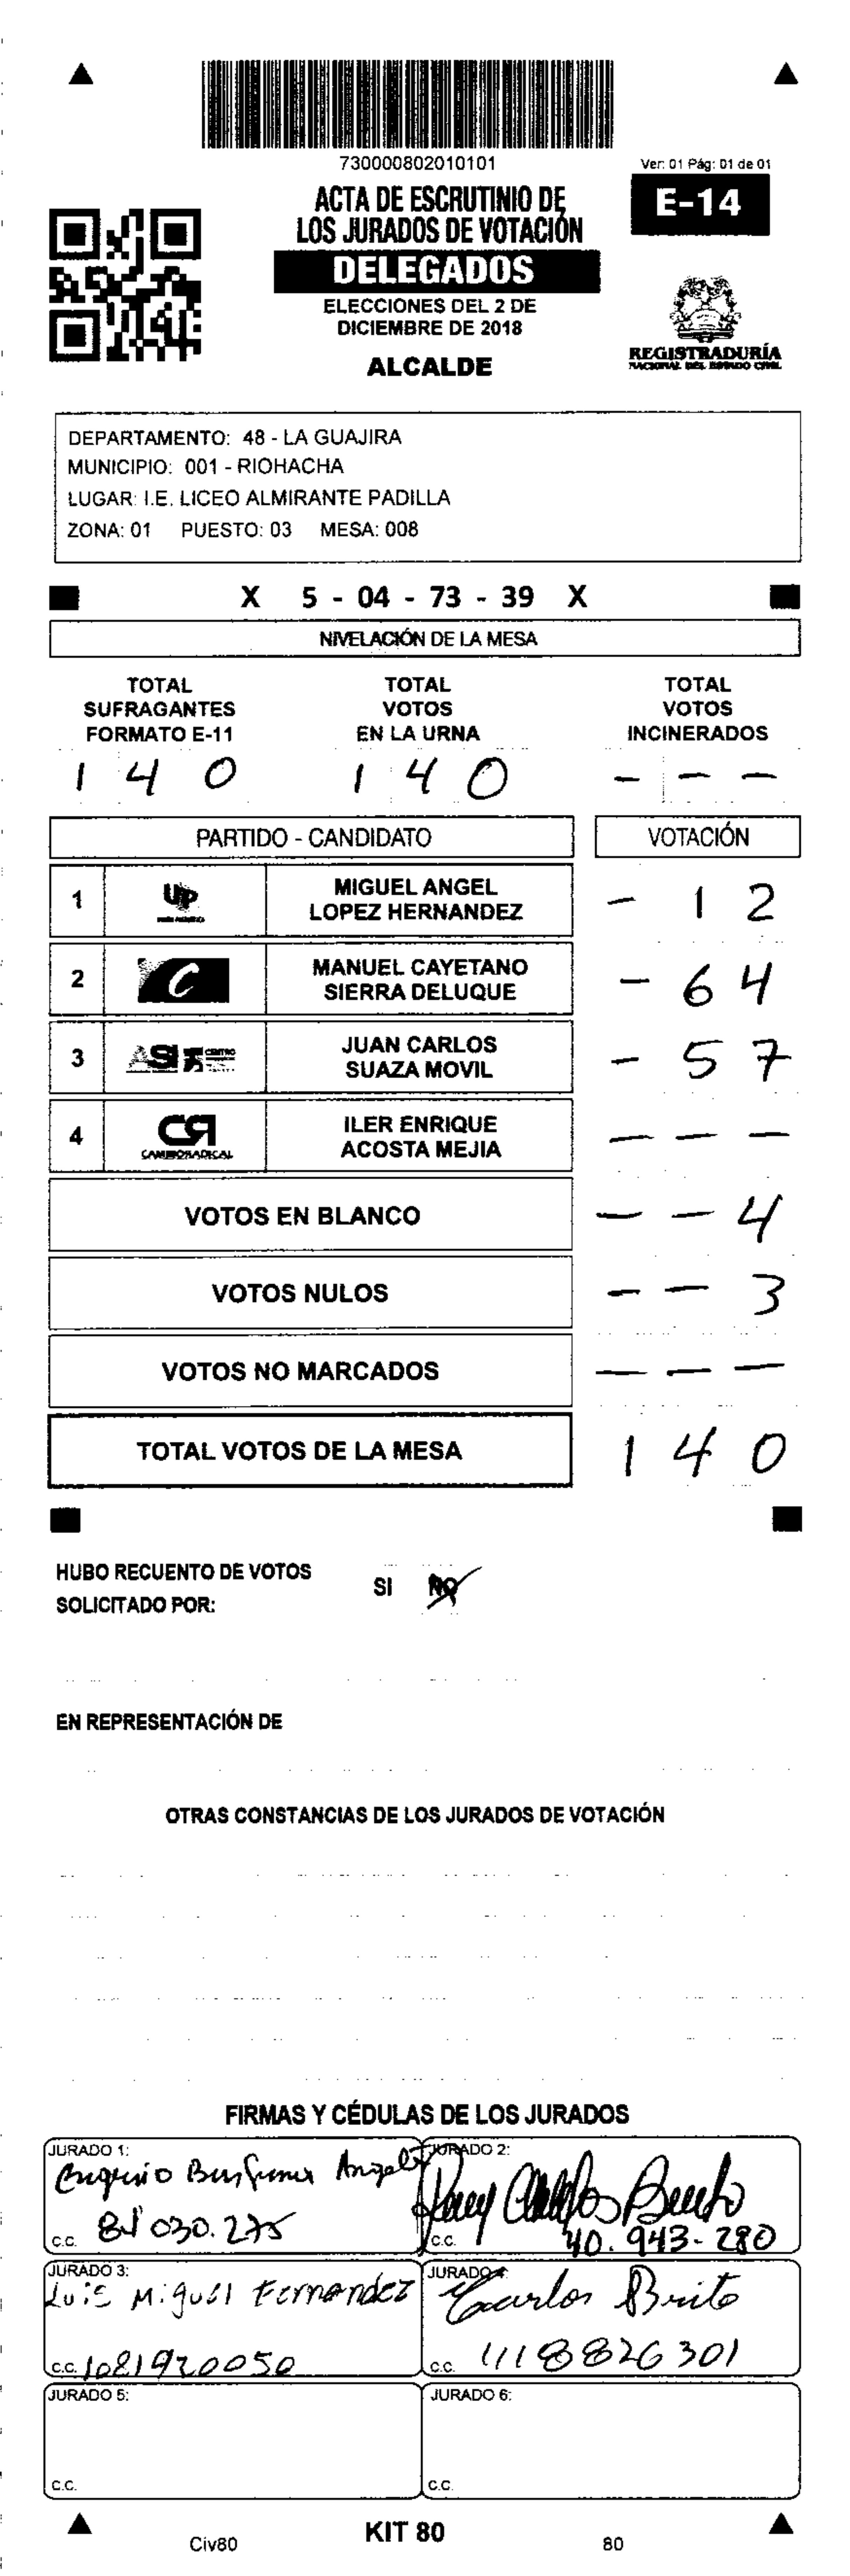 730000802010101
Ver: 01 Pág: 01 de 01
ACTA DE ESCRUTINIO DE
LOS JURADOS DE VOTACIÓN
E-14
DELEGADOS
ELECCIONES DEL 2 DE
DICIEMBRE DE 2018
ALCALDE
REGISTRADURÍA
NACIONAL DEL ESTADO CIVIL
DEPARTAMENTO: 48 - LA GUAJIRA
MUNICIPIO: 001 - RIOHACHA
LUGAR: I.E. LICEO ALMIRANTE PADILLA
ZONA: 01 PUESTO: 03 MESA: 008
X 5 - 04 - 73 - 39 X
NIVELACIÓN DE LA MESA
TOTAL SUFRAGANTES FORMATO E-11
TOTAL VOTOS EN LA URNA
TOTAL VOTOS INCINERADOS
1 4 0
1 4 0
- - -
PARTIDO - CANDIDATO VOTACIÓN
1 UP MIGUEL ANGEL LOPEZ HERNANDEZ - 1 2
2 C MANUEL CAYETANO SIERRA DELUQUE - 6 4
3 ASI CENTRO JUAN CARLOS SUAZA MOVIL - 5 7
4 CR CAMBIO RADICAL ILER ENRIQUE ACOSTA MEJIA - - -
VOTOS EN BLANCO - - 4
VOTOS NULOS - - 3
VOTOS NO MARCADOS - - -
TOTAL VOTOS DE LA MESA 1 4 0
HUBO RECUENTO DE VOTOS SI NO
SOLICITADO POR:
EN REPRESENTACIÓN DE
OTRAS CONSTANCIAS DE LOS JURADOS DE VOTACIÓN
FIRMAS Y CÉDULAS DE LOS JURADOS
JURADO 1:
JURADO 2:
C.C. 84 030.275
C.C. 40.943-280
JURADO 3:
JURADO 4:
Luis Miguel Fernandez
Carlos Brito
C.C. 1081920050
C.C. 1118826301
JURADO 5:
JURADO 6:
C.C.
C.C.
Civ80
KIT 80
80